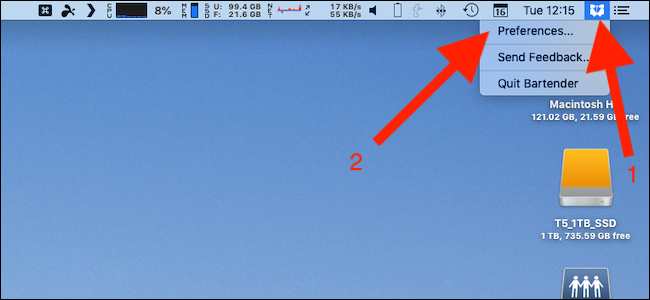 CPU 8% MEM SSD U: 99.4 GB 17 KB/s 16 Tue 12:15
F: 21.6 GB 55 KB/s
Preferences...
Send Feedback...
Quit Bartender
2
1
Macintosh H
121.02 GB, 21.59 GB free
T5_1TB_SSD
1 TB, 735.59 GB free